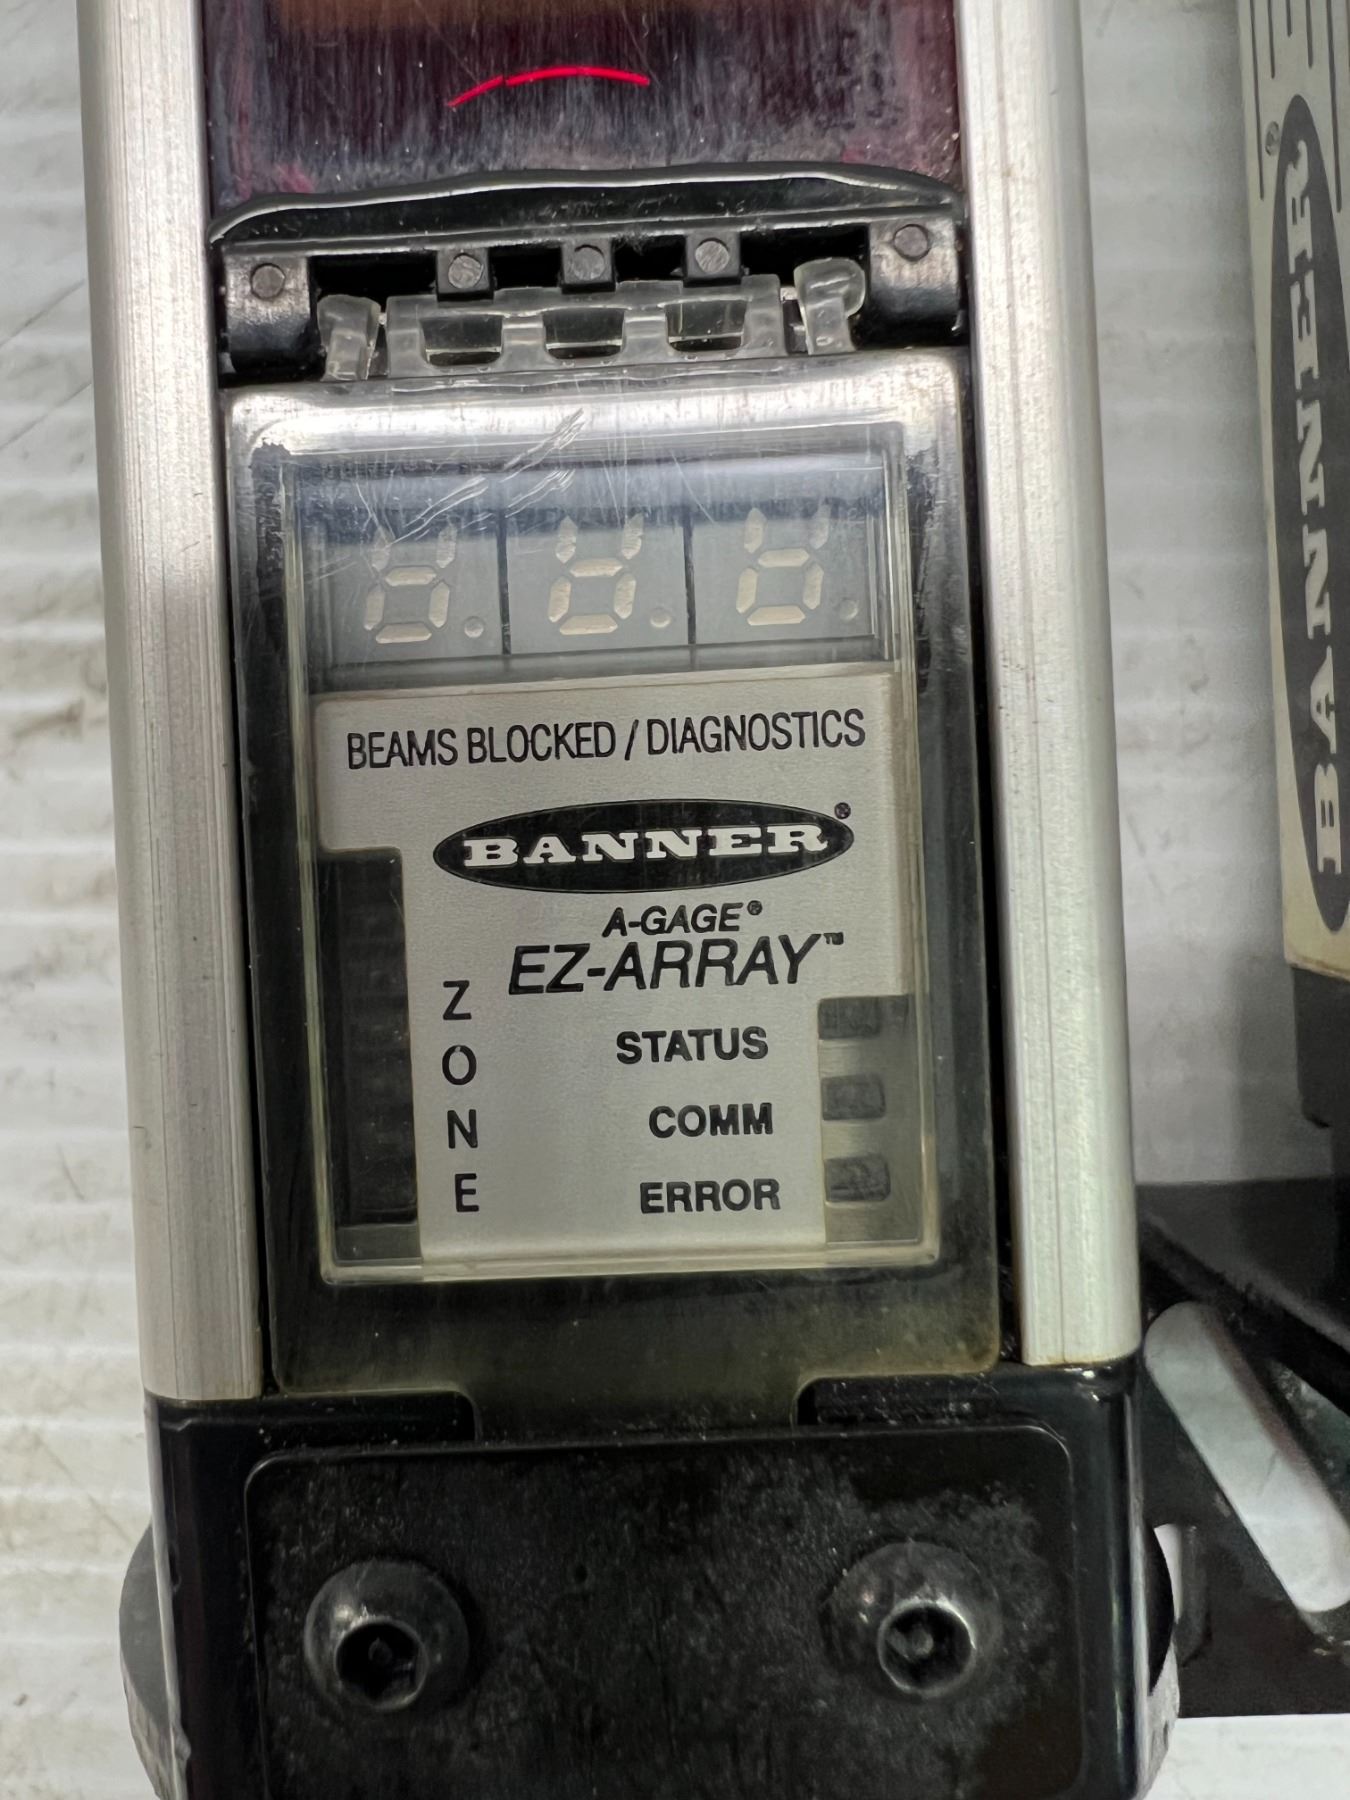 BEAMS BLOCKED / DIAGNOSTICS
BANNER®
A-GAGE®
EZ-ARRAY™
ZONE
STATUS
COMM
ERROR
BANNER®